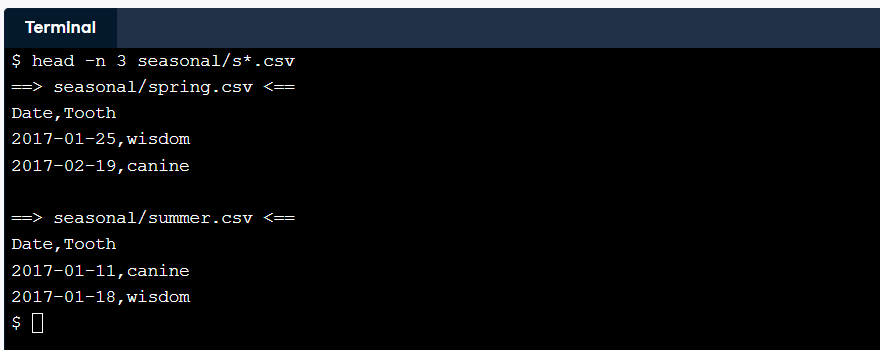 Terminal
$ head -n 3 seasonal/s*.csv
==> seasonal/spring.csv <==
Date,Tooth
2017-01-25,wisdom
2017-02-19,canine
==> seasonal/summer.csv <==
Date,Tooth
2017-01-11,canine
2017-01-18,wisdom
$